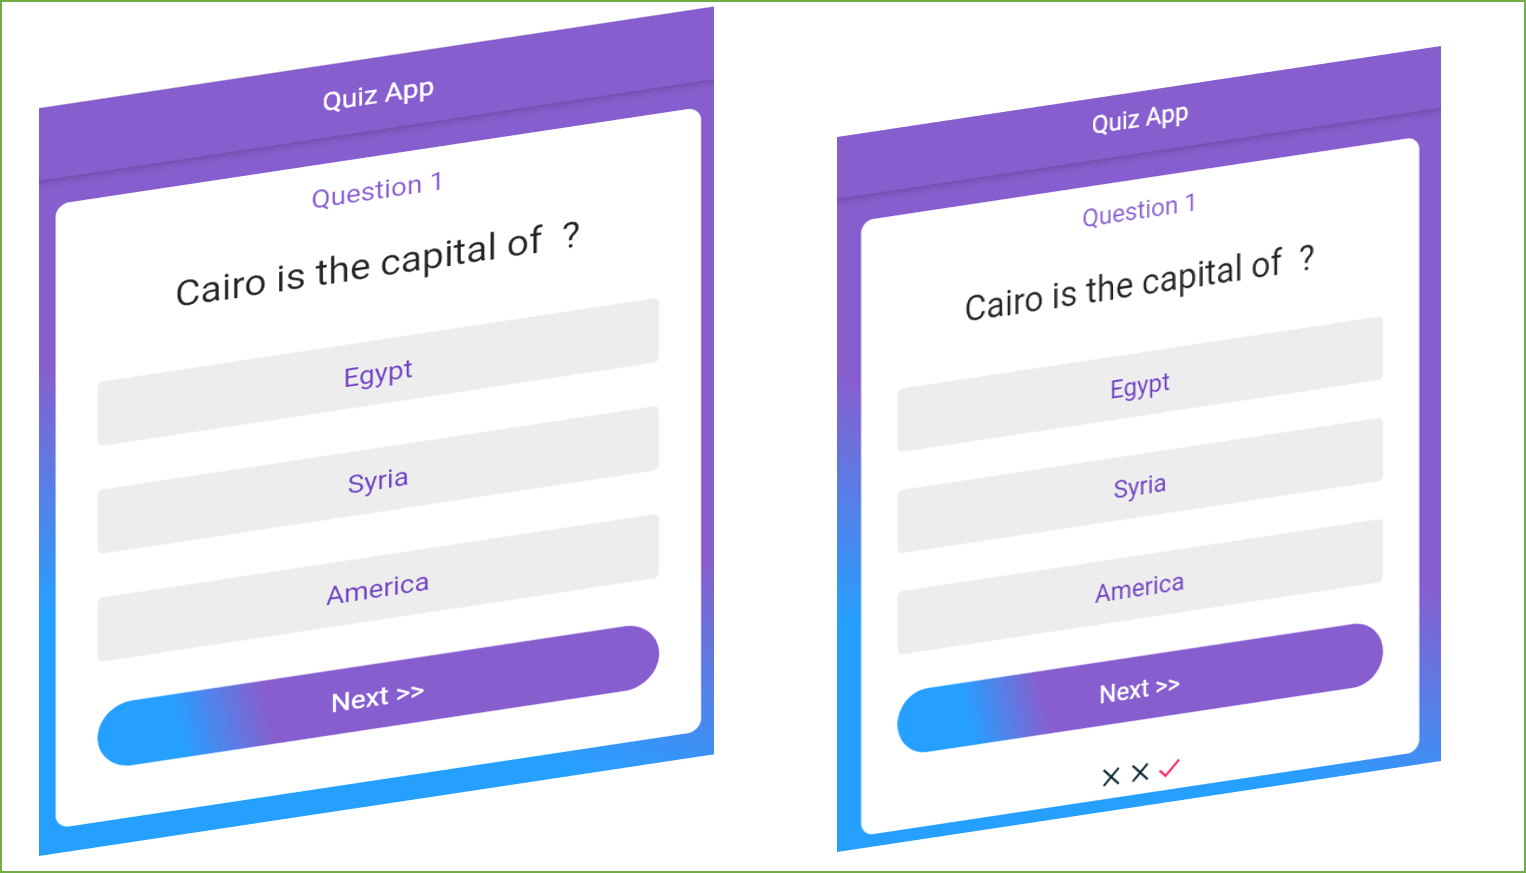 Quiz App
Question 1
Cairo is the capital of  ?
Egypt
Syria
America
Next >>
Quiz App
Question 1
Cairo is the capital of  ?
Egypt
Syria
America
Next >>